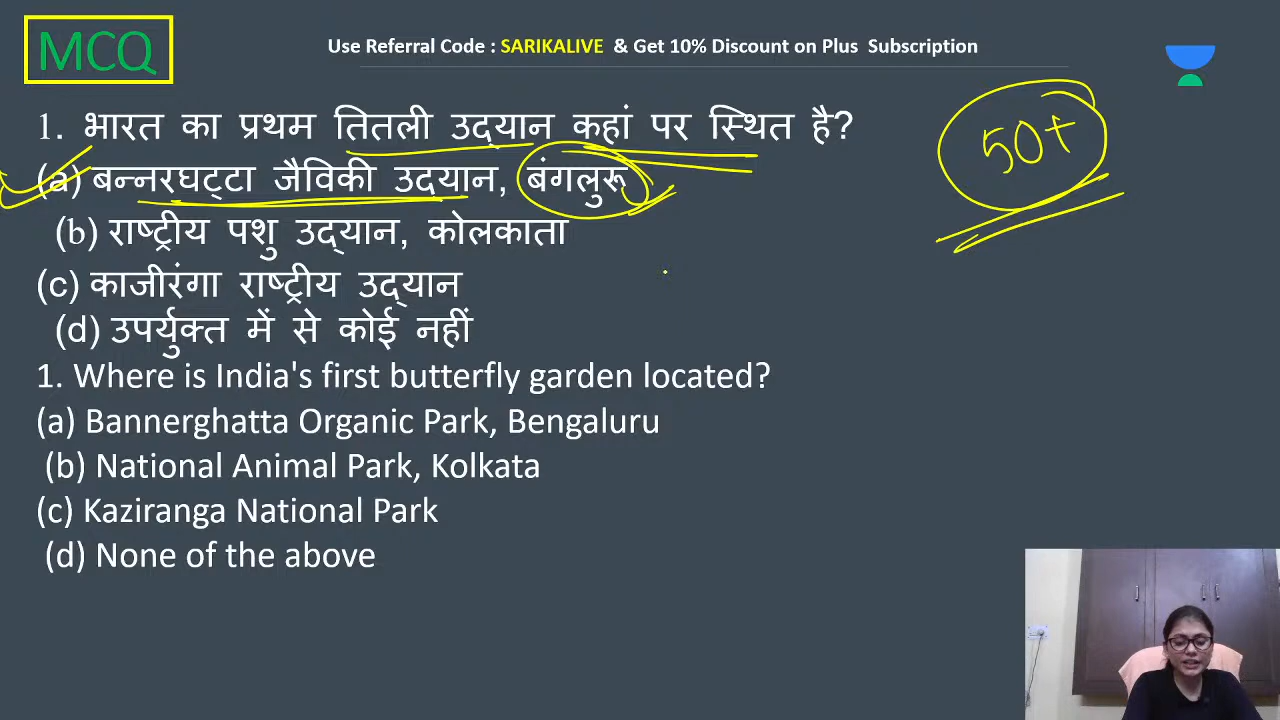 MCQ
Use Referral Code : SARIKALIVE & Get 10% Discount on Plus Subscription
50+
1. भारत का प्रथम तितली उद्यान कहां पर स्थित है?
(a) बन्नरघट्टा जैविकी उद्यान, बंगलुरू
(b) राष्ट्रीय पशु उद्यान, कोलकाता
(c) काजीरंगा राष्ट्रीय उद्यान
(d) उपर्युक्त में से कोई नहीं
1. Where is India's first butterfly garden located?
(a) Bannerghatta Organic Park, Bengaluru
(b) National Animal Park, Kolkata
(c) Kaziranga National Park
(d) None of the above